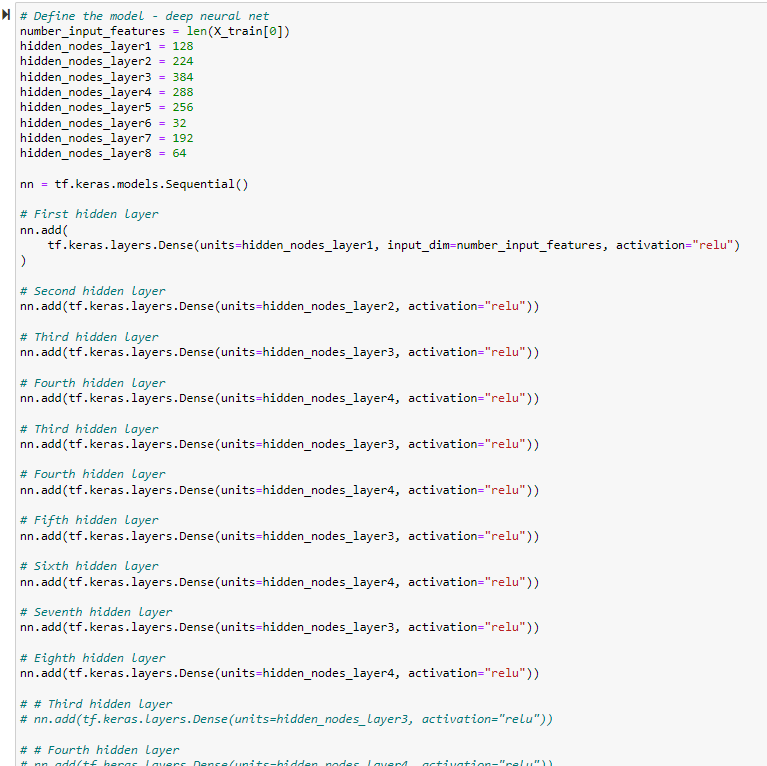 # Define the model - deep neural net
number_input_features = len(X_train[0])
hidden_nodes_layer1 = 128
hidden_nodes_layer2 = 224
hidden_nodes_layer3 = 384
hidden_nodes_layer4 = 288
hidden_nodes_layer5 = 256
hidden_nodes_layer6 = 32
hidden_nodes_layer7 = 192
hidden_nodes_layer8 = 64
nn = tf.keras.models.Sequential()
# First hidden layer
nn.add(
tf.keras.layers.Dense(units=hidden_nodes_layer1, input_dim=number_input_features, activation="relu")
)
# Second hidden layer
nn.add(tf.keras.layers.Dense(units=hidden_nodes_layer2, activation="relu"))
# Third hidden layer
nn.add(tf.keras.layers.Dense(units=hidden_nodes_layer3, activation="relu"))
# Fourth hidden layer
nn.add(tf.keras.layers.Dense(units=hidden_nodes_layer4, activation="relu"))
# Third hidden layer
nn.add(tf.keras.layers.Dense(units=hidden_nodes_layer3, activation="relu"))
# Fourth hidden layer
nn.add(tf.keras.layers.Dense(units=hidden_nodes_layer4, activation="relu"))
# Fifth hidden layer
nn.add(tf.keras.layers.Dense(units=hidden_nodes_layer3, activation="relu"))
# Sixth hidden layer
nn.add(tf.keras.layers.Dense(units=hidden_nodes_layer4, activation="relu"))
# Seventh hidden layer
nn.add(tf.keras.layers.Dense(units=hidden_nodes_layer3, activation="relu"))
# Eighth hidden layer
nn.add(tf.keras.layers.Dense(units=hidden_nodes_layer4, activation="relu"))
# # Third hidden layer
# nn.add(tf.keras.layers.Dense(units=hidden_nodes_layer3, activation="relu"))
# # Fourth hidden layer
# nn.add(tf.keras.layers.Dense(units=hidden_nodes_layer4, activation="relu"))